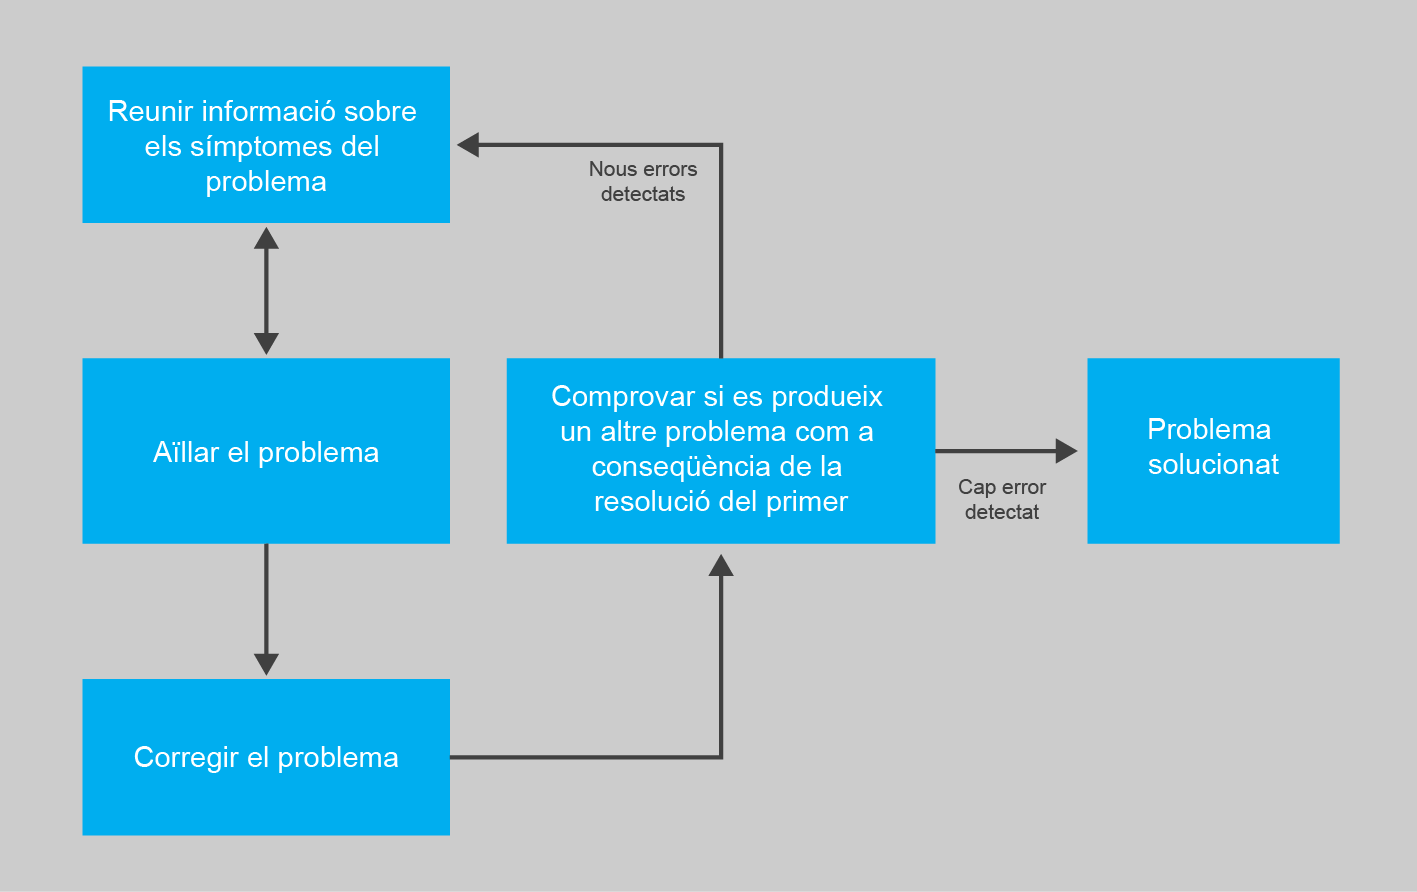 Reunir informació sobre
els símptomes del
problema
Nous errors
detectats
Aïllar el problema
Comprovar si es produeix
un altre problema com a
conseqüència de la
resolució del primer
Cap error
detectat
Problema
solucionat
Corregir el problema